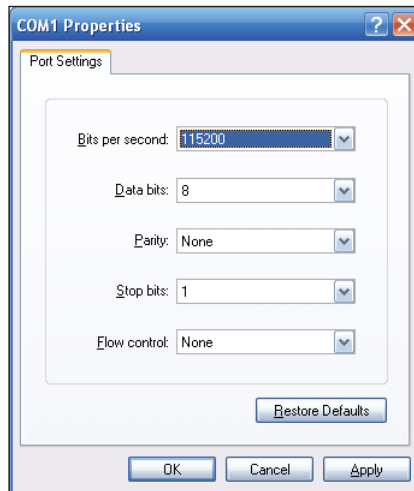 COM1 Properties
Port Settings
Bits per second: 115200
Data bits: 8
Parity: None
Stop bits: 1
Flow control: None
Restore Defaults
OK Cancel Apply